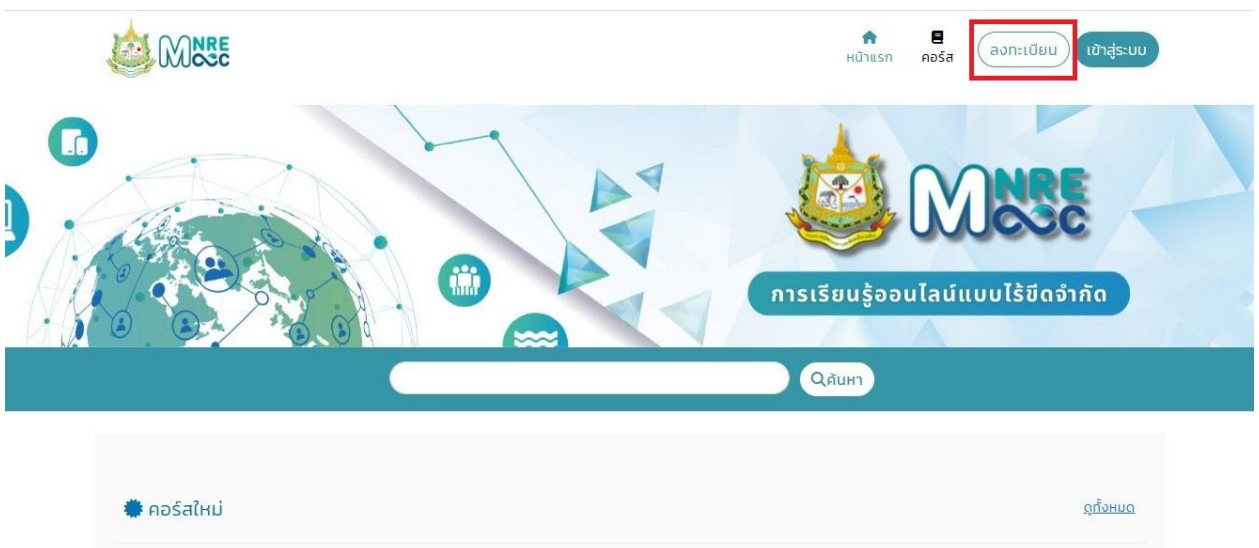 MNRE
MOOC
หน้าแรก
คอร์ส
ลงทะเบียน
เข้าสู่ระบบ
MNRE
MOOC
การเรียนรู้ออนไลน์แบบไร้ขีดจำกัด
ค้นหา
คอร์สใหม่
ดูทั้งหมด